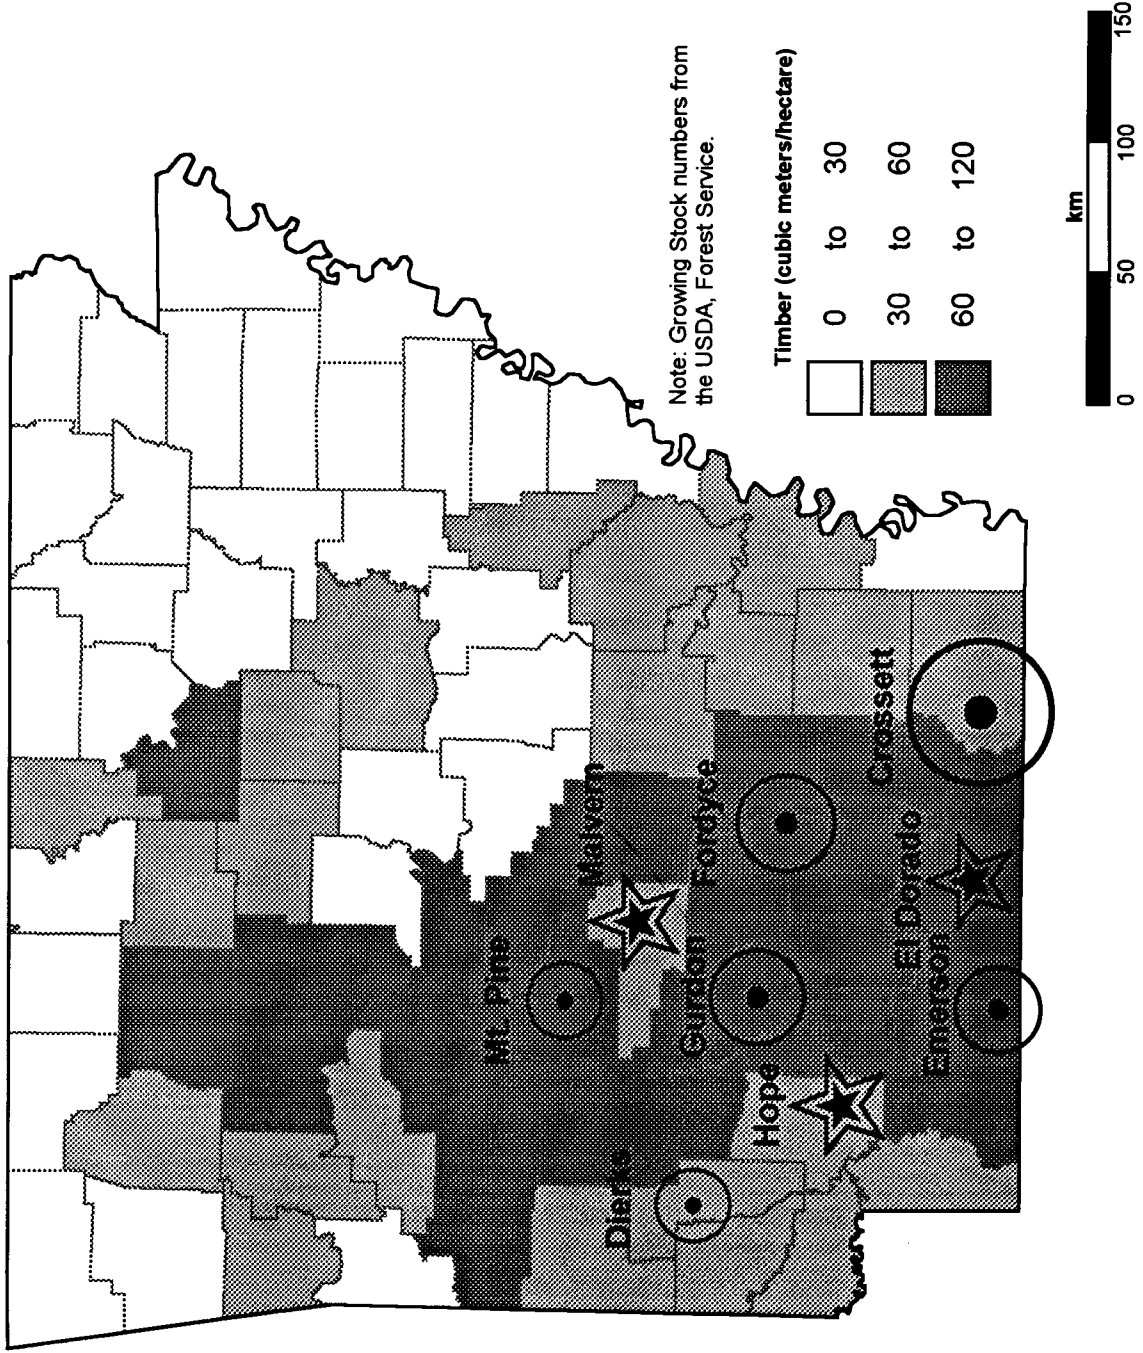 Mt. Pine
Malvern
Dierks
Gurdon
Fordyce
Hope
Crossett
El Dorado
Emerson
Note: Growing Stock numbers from
the USDA, Forest Service.
Timber (cubic meters/hectare)
0 to 30
30 to 60
60 to 120
km
0 50 100 150